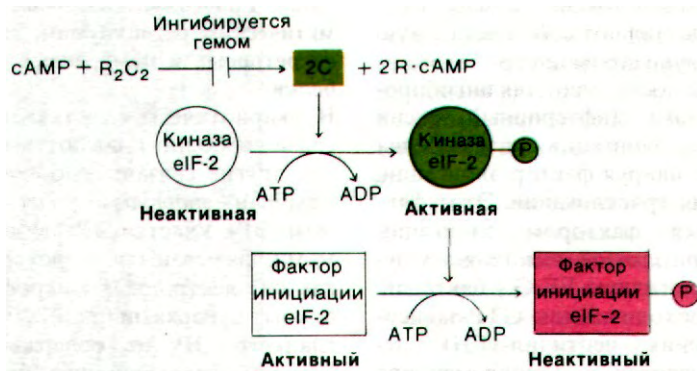 Ингибируется
гемом
cAMP + R₂C₂
2C
+ 2 R·cAMP
Киназа
eIF-2
Киназа
eIF-2
P
ATP
ADP
Неактивная
Активная
Фактор
инициации
eIF-2
Фактор
инициации
eIF-2
P
ATP
ADP
Активный
Неактивный